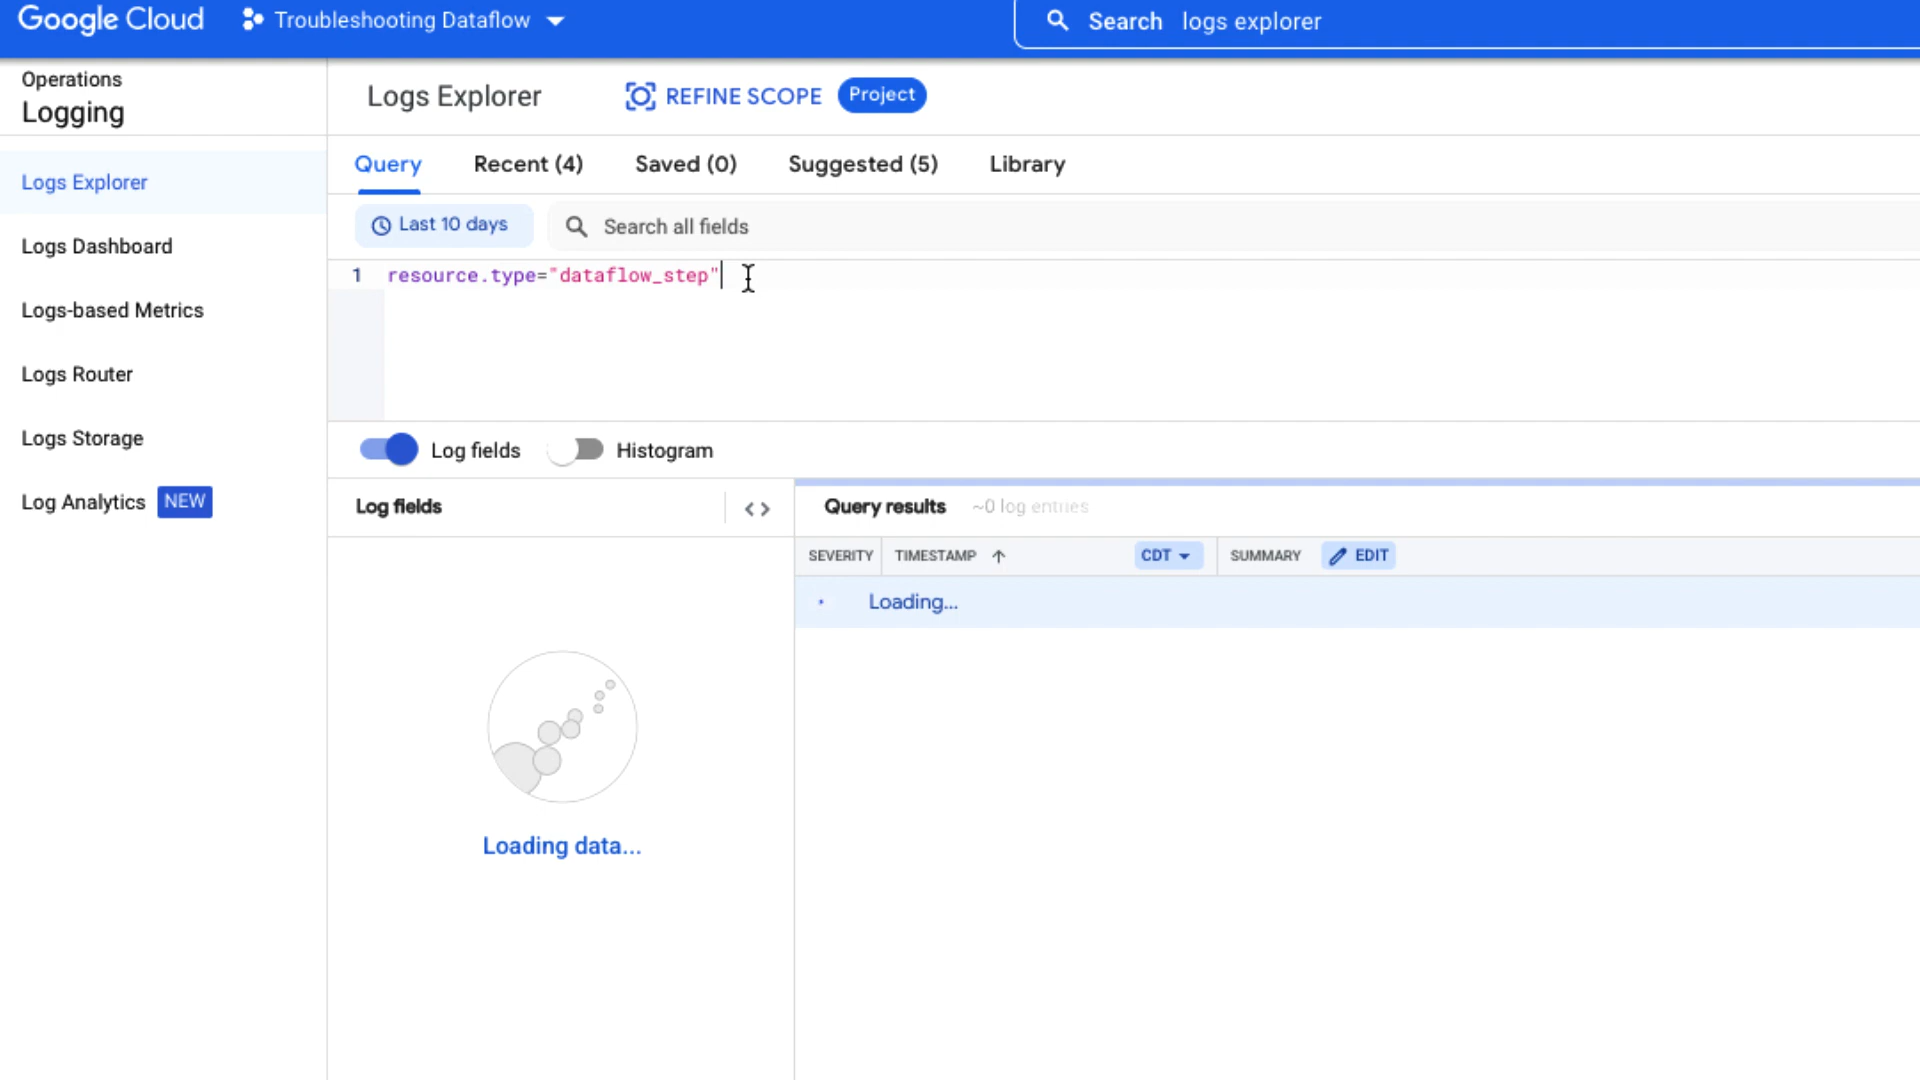 Google Cloud
Troubleshooting Dataflow
Search logs explorer
Operations
Logging
Logs Explorer
Logs Dashboard
Logs-based Metrics
Logs Router
Logs Storage
Log Analytics NEW
Logs Explorer
REFINE SCOPE
Project
Query
Recent (4)
Saved (0)
Suggested (5)
Library
Last 10 days
Search all fields
1 resource.type="dataflow_step"
Log fields
Histogram
Log fields
Query results
~0 log entries
SEVERITY
TIMESTAMP
CDT
SUMMARY
EDIT
Loading...
Loading data...